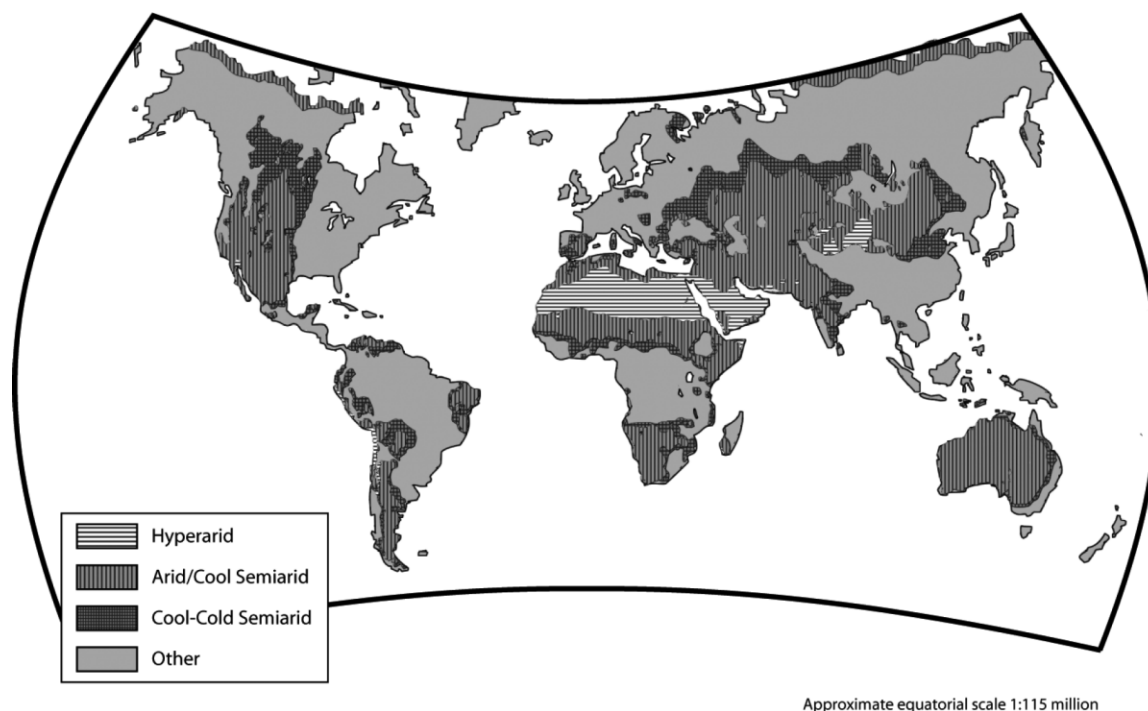 Hyperarid
Arid/Cool Semiarid
Cool-Cold Semiarid
Other
Approximate equatorial scale 1:115 million